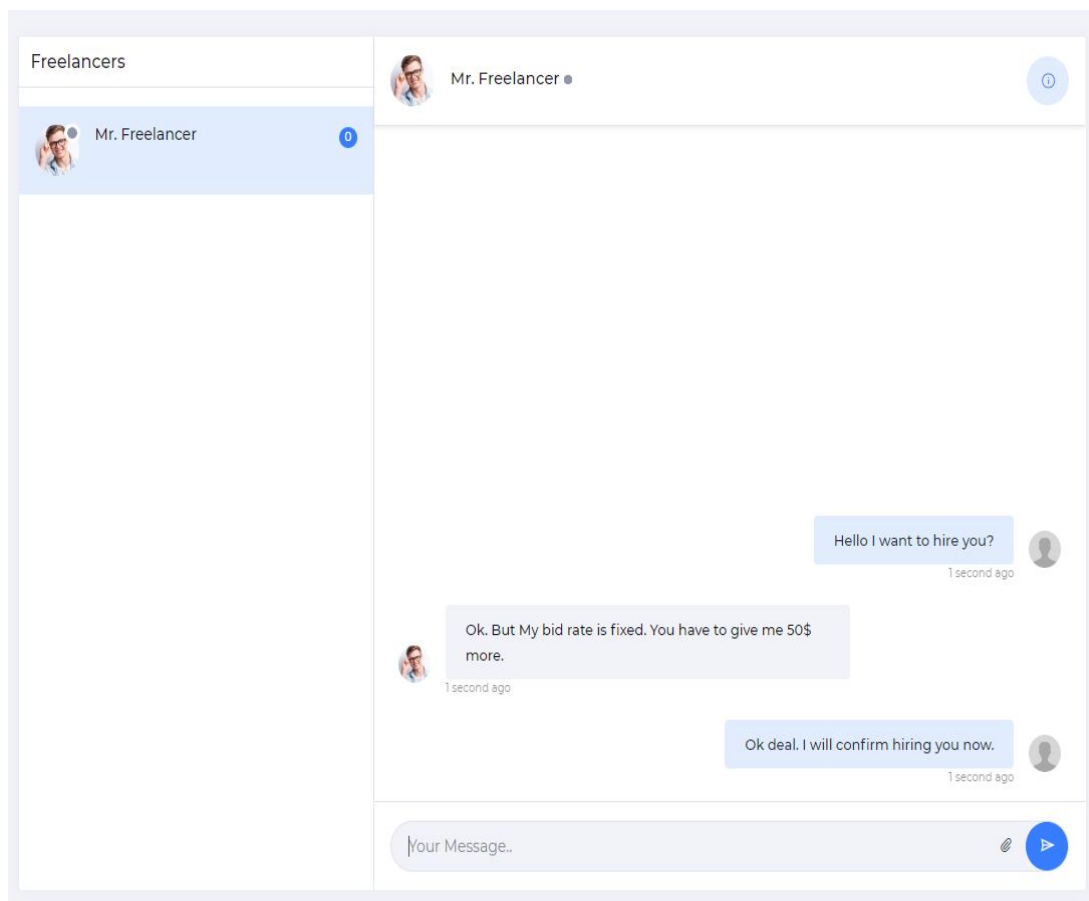 Freelancers
Mr. Freelancer
0
Mr. Freelancer
Hello I want to hire you?
1 second ago
Ok. But My bid rate is fixed. You have to give me 50$
more.
1 second ago
Ok deal. I will confirm hiring you now.
1 second ago
Your Message..